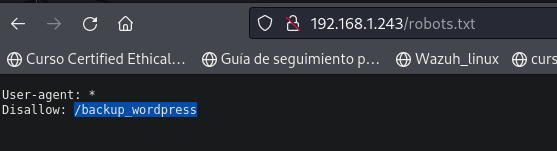 192.168.1.243/robots.txt
Curso Certified Ethical... Guía de seguimiento p... Wazuh_linux curs
User-agent: *
Disallow: /backup_wordpress